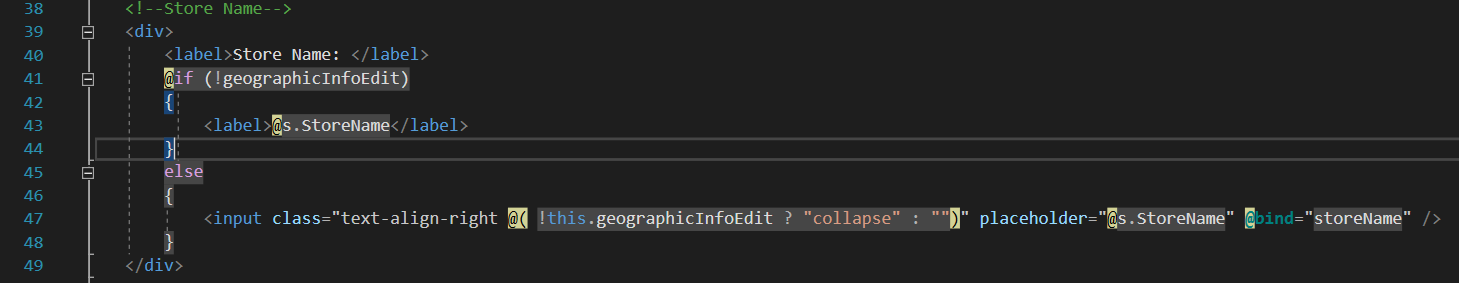 38 <!--Store Name-->
39 <div>
40 <label>Store Name: </label>
41 @if (!geographicInfoEdit)
42 {
43 <label>@s.StoreName</label>
44 }
45 else
46 {
47 <input class="text-align-right @( !this.geographicInfoEdit ? "collapse" : "")" placeholder="@s.StoreName" @bind="storeName" />
48 }
49 </div>